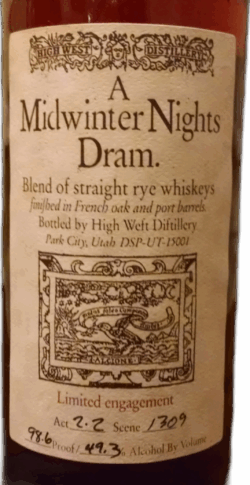 HIGH WEST DISTILLERY
A
Midwinter Nights
Dram.
Blend of straight rye whiskeys
finished in French oak and port barrels
Bottled by High West Distillery
Park City, Utah DSP-UT-15001
ALCIONE
Limited engagement
Act 2.2 Scene 1309
98.6 Proof/ 49.3% Alcohol By Volume